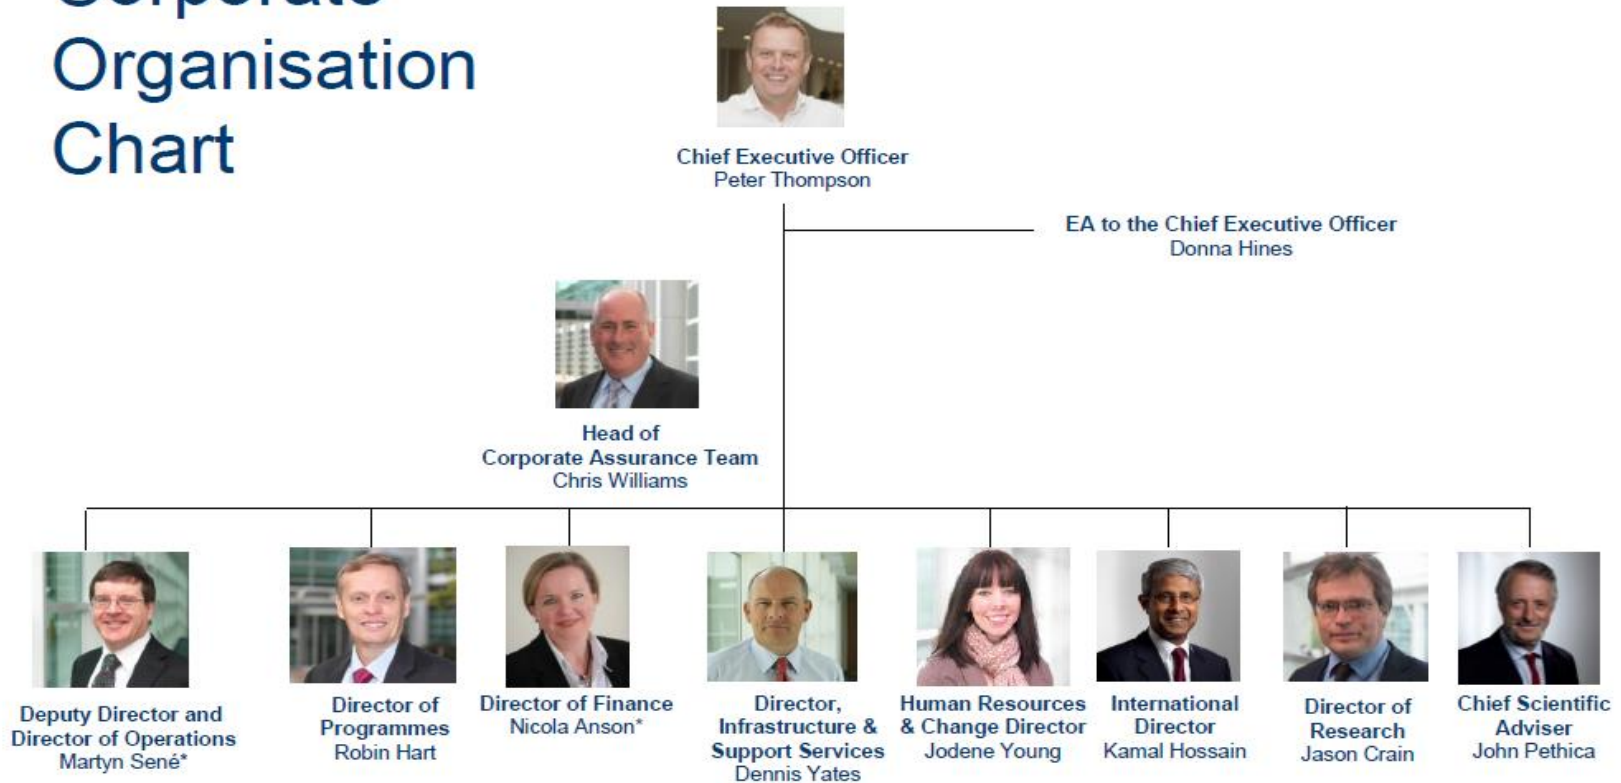 Corporate
Organisation
Chart
Chief Executive Officer
Peter Thompson
EA to the Chief Executive Officer
Donna Hines
Head of
Corporate Assurance Team
Chris Williams
Deputy Director and
Director of Operations
Martyn Sené*
Director of
Programmes
Robin Hart
Director of Finance
Nicola Anson*
Director,
Infrastructure &
Support Services
Dennis Yates
Human Resources
& Change Director
Jodene Young
International
Director
Kamal Hossain
Director of
Research
Jason Crain
Chief Scientific
Adviser
John Pethica